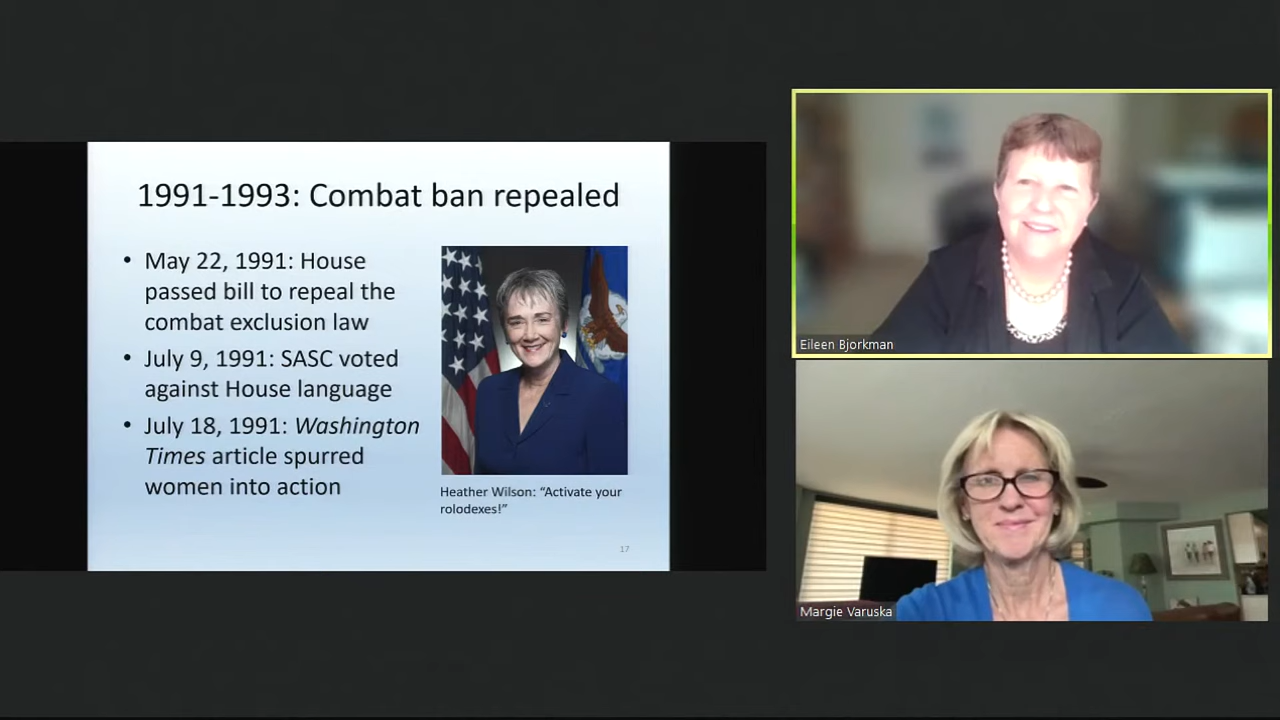 1991-1993: Combat ban repealed
• May 22, 1991: House
passed bill to repeal the
combat exclusion law
• July 9, 1991: SASC voted
against House language
• July 18, 1991: Washington
Times article spurred
women into action
Heather Wilson: “Activate your
rolodexes!”
17
Eileen Bjorkman
Margie Varuska